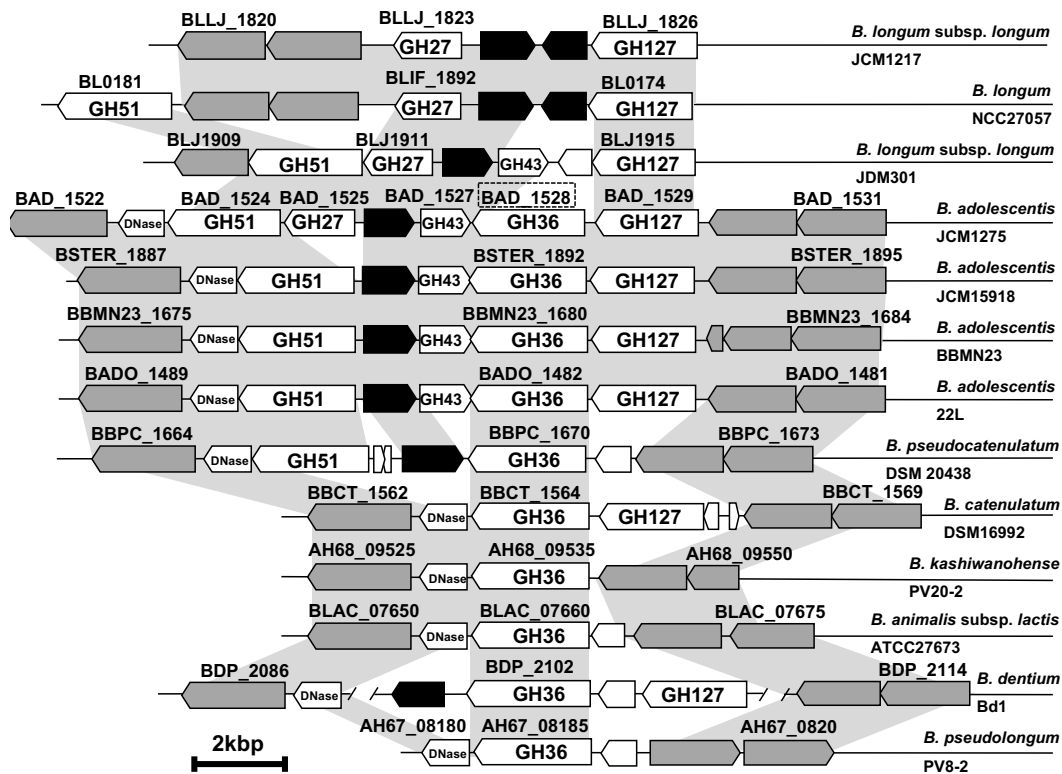 BLLJ_1820 BLLJ_1823 BLLJ_1826
GH27 GH127 B. longum subsp. longum
JCM1217
BL0181 BLIF_1892 BL0174
GH51 GH27 GH127 B. longum
NCC27057
BLJ1909 BLJ1911 BLJ1915
GH51 GH27 GH43 GH127 B. longum subsp. longum
JDM301
BAD_1522 BAD_1524 BAD_1525 BAD_1527 BAD_1528 BAD_1529 BAD_1531
DNase GH51 GH27 GH43 GH36 GH127 B. adolescentis
JCM1275
BSTER_1887 BSTER_1892 BSTER_1895
DNase GH51 GH43 GH36 GH127 B. adolescentis
JCM15918
BBMN23_1675 BBMN23_1680 BBMN23_1684
DNase GH51 GH43 GH36 GH127 B. adolescentis
BBMN23
BADO_1489 BADO_1482 BADO_1481
DNase GH51 GH43 GH36 GH127 B. adolescentis
22L
BBPC_1664 BBPC_1670 BBPC_1673
DNase GH51 GH36 B. pseudocatenulatum
DSM 20438
BBCT_1562 BBCT_1564 BBCT_1569
DNase GH36 GH127 B. catenulatum
DSM16992
AH68_09525 AH68_09535 AH68_09550
DNase GH36 B. kashiwanohense
PV20-2
BLAC_07650 BLAC_07660 BLAC_07675
DNase GH36 B. animalis subsp. lactis
ATCC27673
BDP_2086 BDP_2102 BDP_2114
DNase GH36 GH127 B. dentium
Bd1
AH67_08180 AH67_08185 AH67_0820
DNase GH36 B. pseudolongum
PV8-2
2kbp